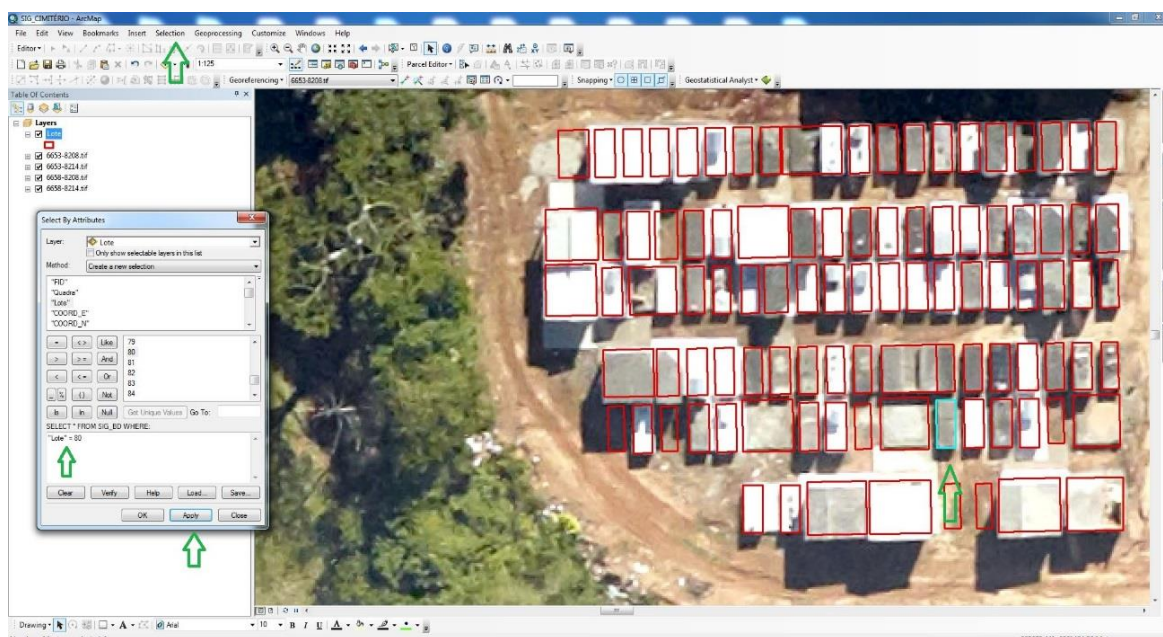 SIG_CIMITÉRIO - ArcMap
File Edit View Bookmarks Insert Selection Geoprocessing Customize Windows Help
Editor
1:125
Parcel Editor
Georeferencing 6653-8208.tif
Snapping
Geostatistical Analyst
Table Of Contents
Layers
Lote
6653-8208.tif
6653-8214.tif
6658-8208.tif
6658-8214.tif
Select By Attributes
Layer: Lote
Only show selectable layers in this list
Method: Create a new selection
"FID"
"Quadra"
"Lote"
"COORD_E"
"COORD_N"
= <> Like
> >= And
< <= Or
_ % () Not
Is In Null
79
80
81
82
83
84
Get Unique Values Go To:
SELECT * FROM SIG_BD WHERE:
"Lote" = 80
Clear Verify Help Load... Save...
OK Apply Close
Drawing A Arial 10 B I U A